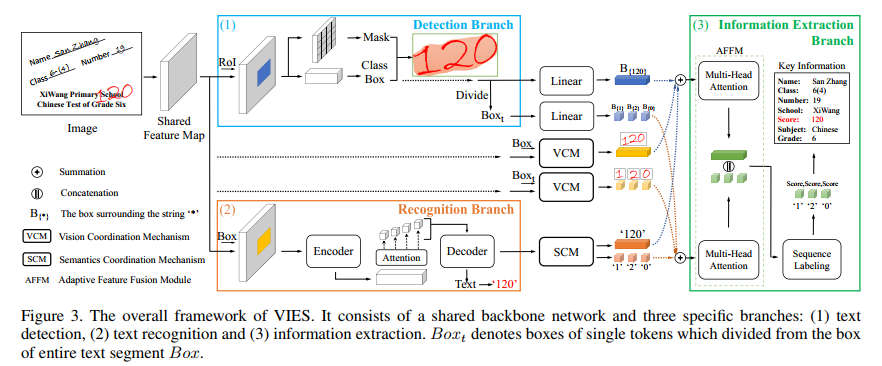 (1) Detection Branch
(3) Information Extraction
Branch
Name San Zhang
Class 6(4) Number 19
XiWang Primary School
120
Chinese Test of Grade Six
Image
Shared
Feature Map
RoI
Mask
Class
Box
120
Divide
Box_t
Linear
B{120}
Linear
B{1} B{2} B{0}
Box
VCM
120
Box_t
VCM
1 2 0
AFFM
Multi-Head
Attention
Key Information
Name: San Zhang
Class: 6(4)
Number: 19
School: XiWang
Score: 120
Subject: Chinese
Grade: 6
Score,Score,Score
'1' '2' '0'
Multi-Head
Attention
Sequence
Labeling
Summation
Concatenation
B{*} The box surrounding the string '*'
VCM Vision Coordination Mechanism
SCM Semantics Coordination Mechanism
AFFM Adaptive Feature Fusion Module
(2) Recognition Branch
Box
Encoder
Attention
Decoder
Text '120'
SCM
'120'
'1' '2' '0'
Figure 3. The overall framework of VIES. It consists of a shared backbone network and three specific branches: (1) text
detection, (2) text recognition and (3) information extraction. Box_t denotes boxes of single tokens which divided from the box
of entire text segment Box.